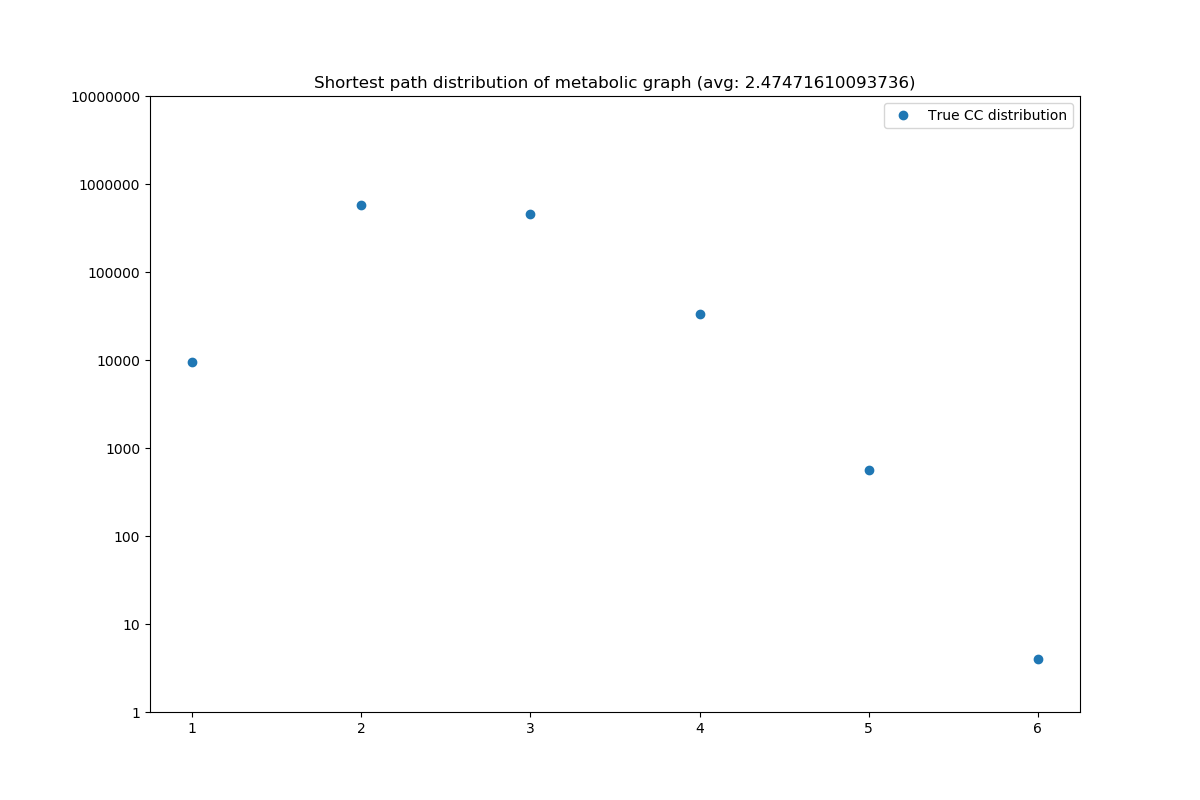 Shortest path distribution of metabolic graph (avg: 2.47471610093736)
True CC distribution
10000000
1000000
100000
10000
1000
100
10
1
1 2 3 4 5 6